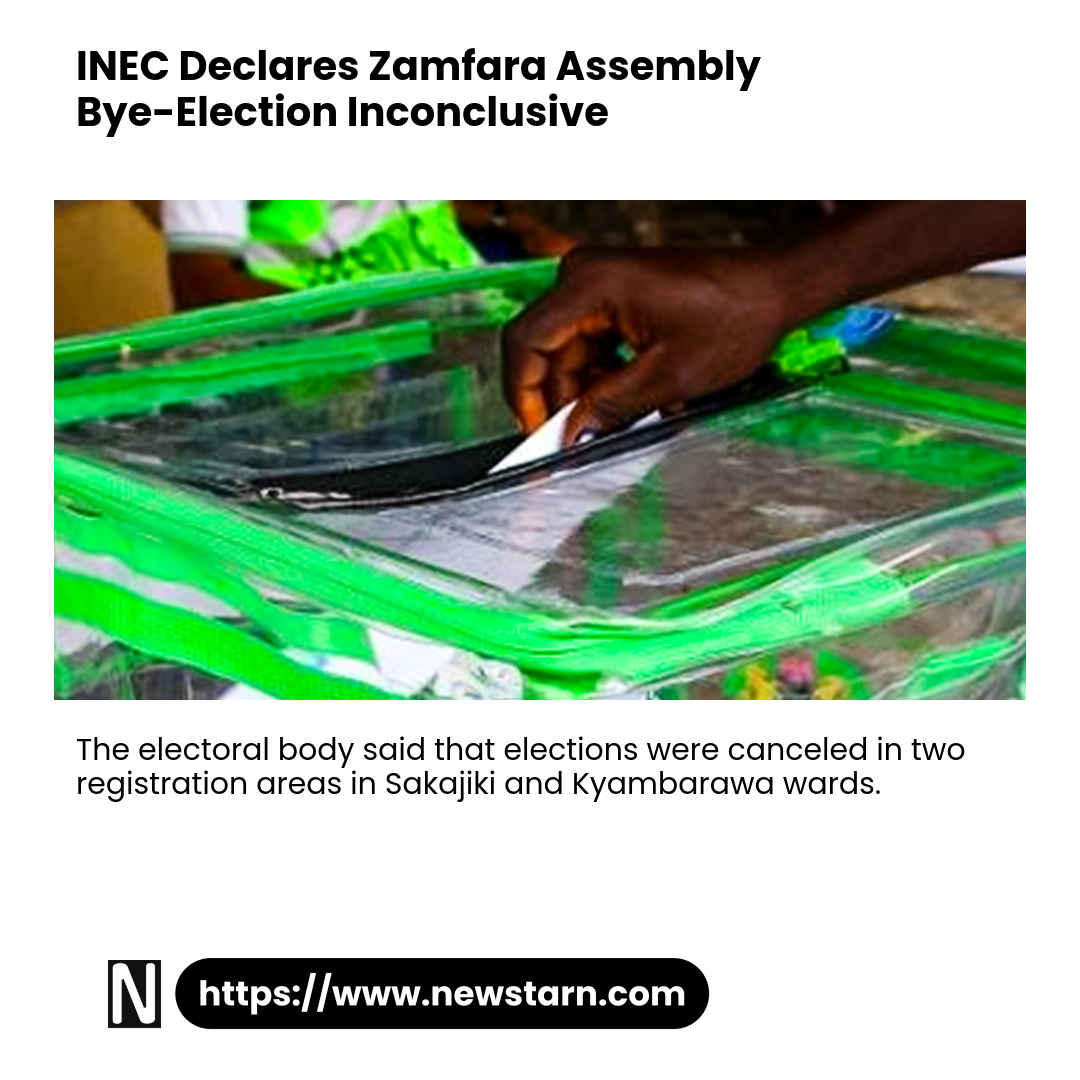 INEC Declares Zamfara Assembly
Bye-Election Inconclusive
The electoral body said that elections were canceled in two
registration areas in Sakajiki and Kyambarawa wards.
N
https://www.newstarn.com